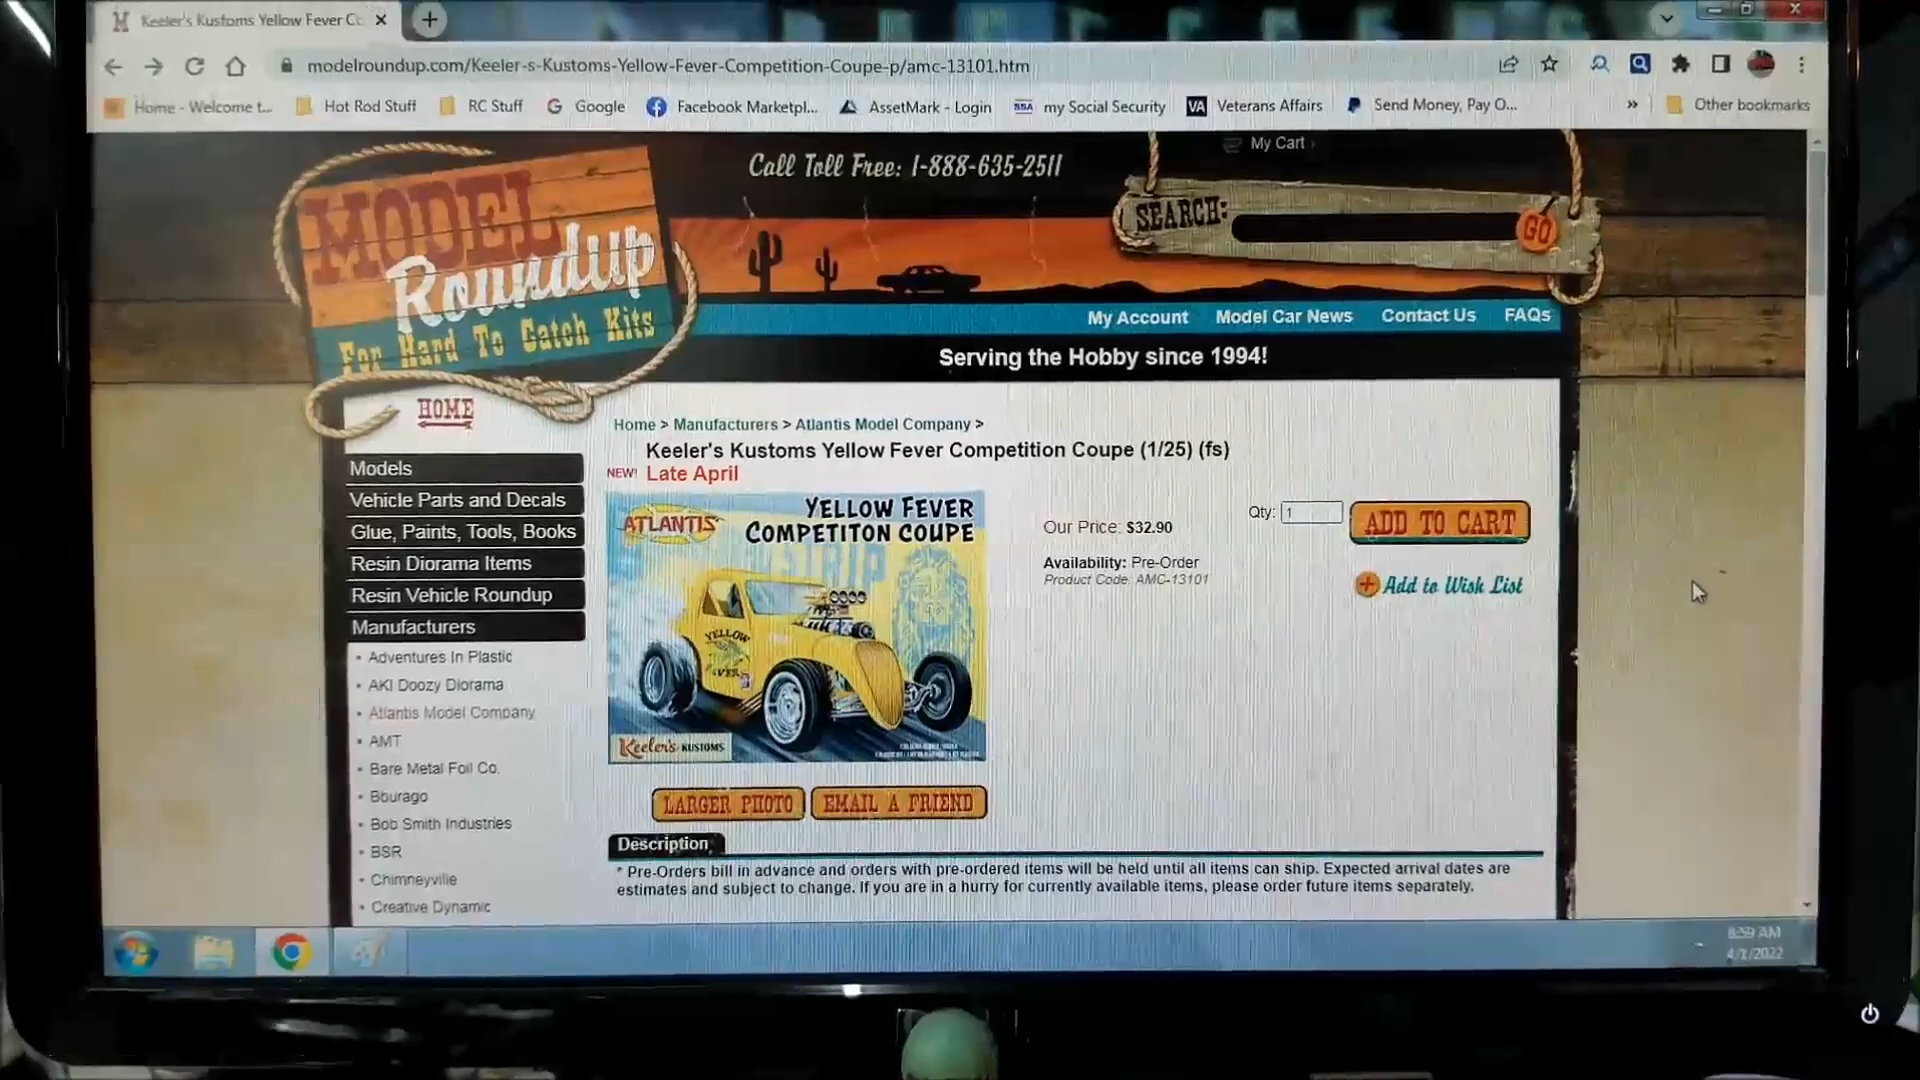 Keeler's Kustoms Yellow Fever Co
modelroundup.com/Keeler-s-Kustoms-Yellow-Fever-Competition-Coupe-p/amc-13101.htm
Home - Welcome t... Hot Rod Stuff RC Stuff Google Facebook Marketpl... AssetMark - Login SSA my Social Security VA Veterans Affairs Send Money, Pay O... » Other bookmarks
My Cart
Call Toll Free: 1-888-635-2511
MODEL
Roundup
For Hard To Catch Kits
SEARCH:
GO
My Account Model Car News Contact Us FAQs
Serving the Hobby since 1994!
HOME
Home > Manufacturers > Atlantis Model Company >
Keeler's Kustoms Yellow Fever Competition Coupe (1/25) (fs)
NEW! Late April
Models
Vehicle Parts and Decals
Glue, Paints, Tools, Books
Resin Diorama Items
Resin Vehicle Roundup
Manufacturers
• Adventures In Plastic
• AKI Doozy Diorama
• Atlantis Model Company
• AMT
• Bare Metal Foil Co.
• Bburago
• Bob Smith Industries
• BSR
• Chimneyville
• Creative Dynamic
ATLANTIS
YELLOW FEVER
COMPETITON COUPE
STRIP
YELLOW
Keeler's KUSTOMS
Our Price: $32.90
Qty: 1
ADD TO CART
Availability: Pre-Order
Product Code: AMC-13101
Add to Wish List
LARGER PHOTO EMAIL A FRIEND
Description
* Pre-Orders bill in advance and orders with pre-ordered items will be held until all items can ship. Expected arrival dates are
estimates and subject to change. If you are in a hurry for currently available items, please order future items separately.
8:59 AM
4/1/2022